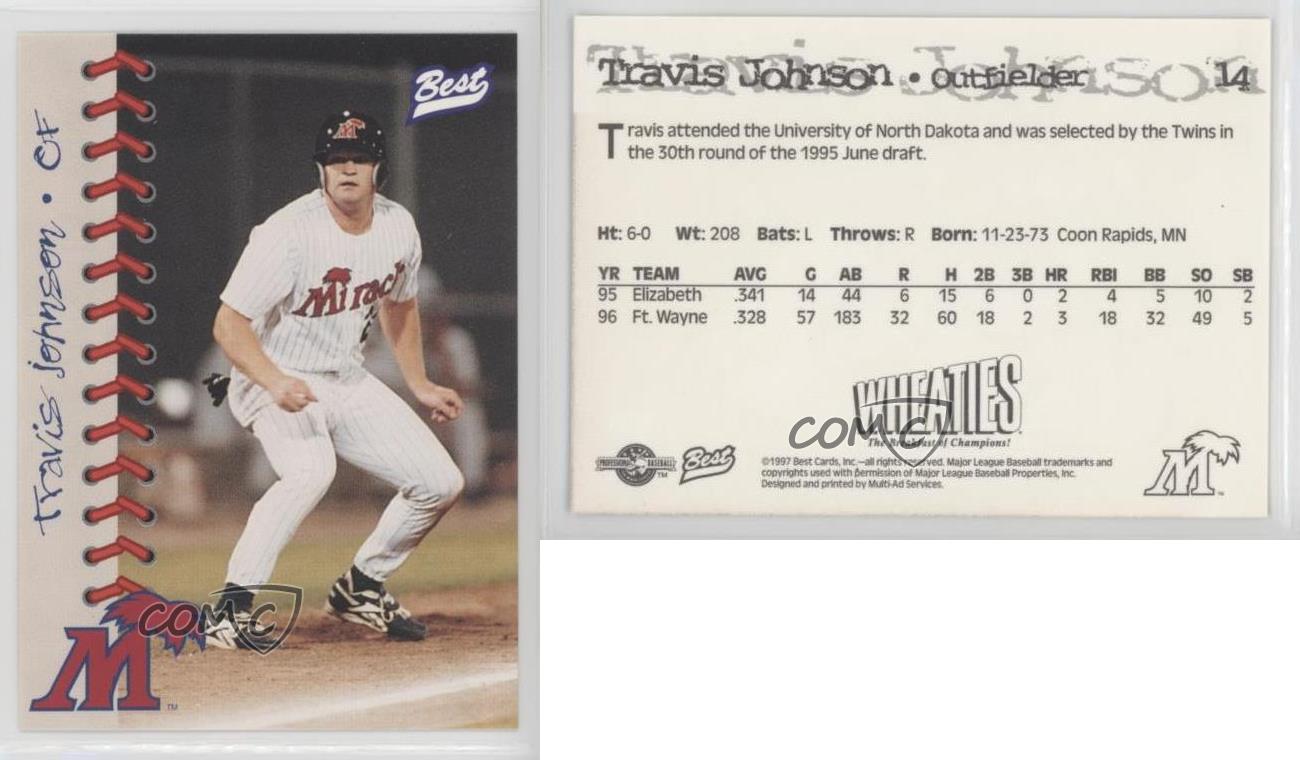 Travis Johnson • OF
Best
M
Miracle
M
TM
COMC
Travis Johnson • Outfielder 14
Travis attended the University of North Dakota and was selected by the Twins in
the 30th round of the 1995 June draft.
Ht: 6-0 Wt: 208 Bats: L Throws: R Born: 11-23-73 Coon Rapids, MN
YR TEAM AVG G AB R H 2B 3B HR RBI BB SO SB
95 Elizabeth .341 14 44 6 15 6 0 2 4 5 10 2
96 Ft. Wayne .328 57 183 32 60 18 2 3 18 32 49 5
WHEATIES
The Breakfast of Champions!
COMC
PROFESSIONAL BASEBALL TM
Best
©1997 Best Cards, Inc.—all rights reserved. Major League Baseball trademarks and
copyrights used with permission of Major League Baseball Properties, Inc.
Designed and printed by Multi-Ad Services.
M
TM